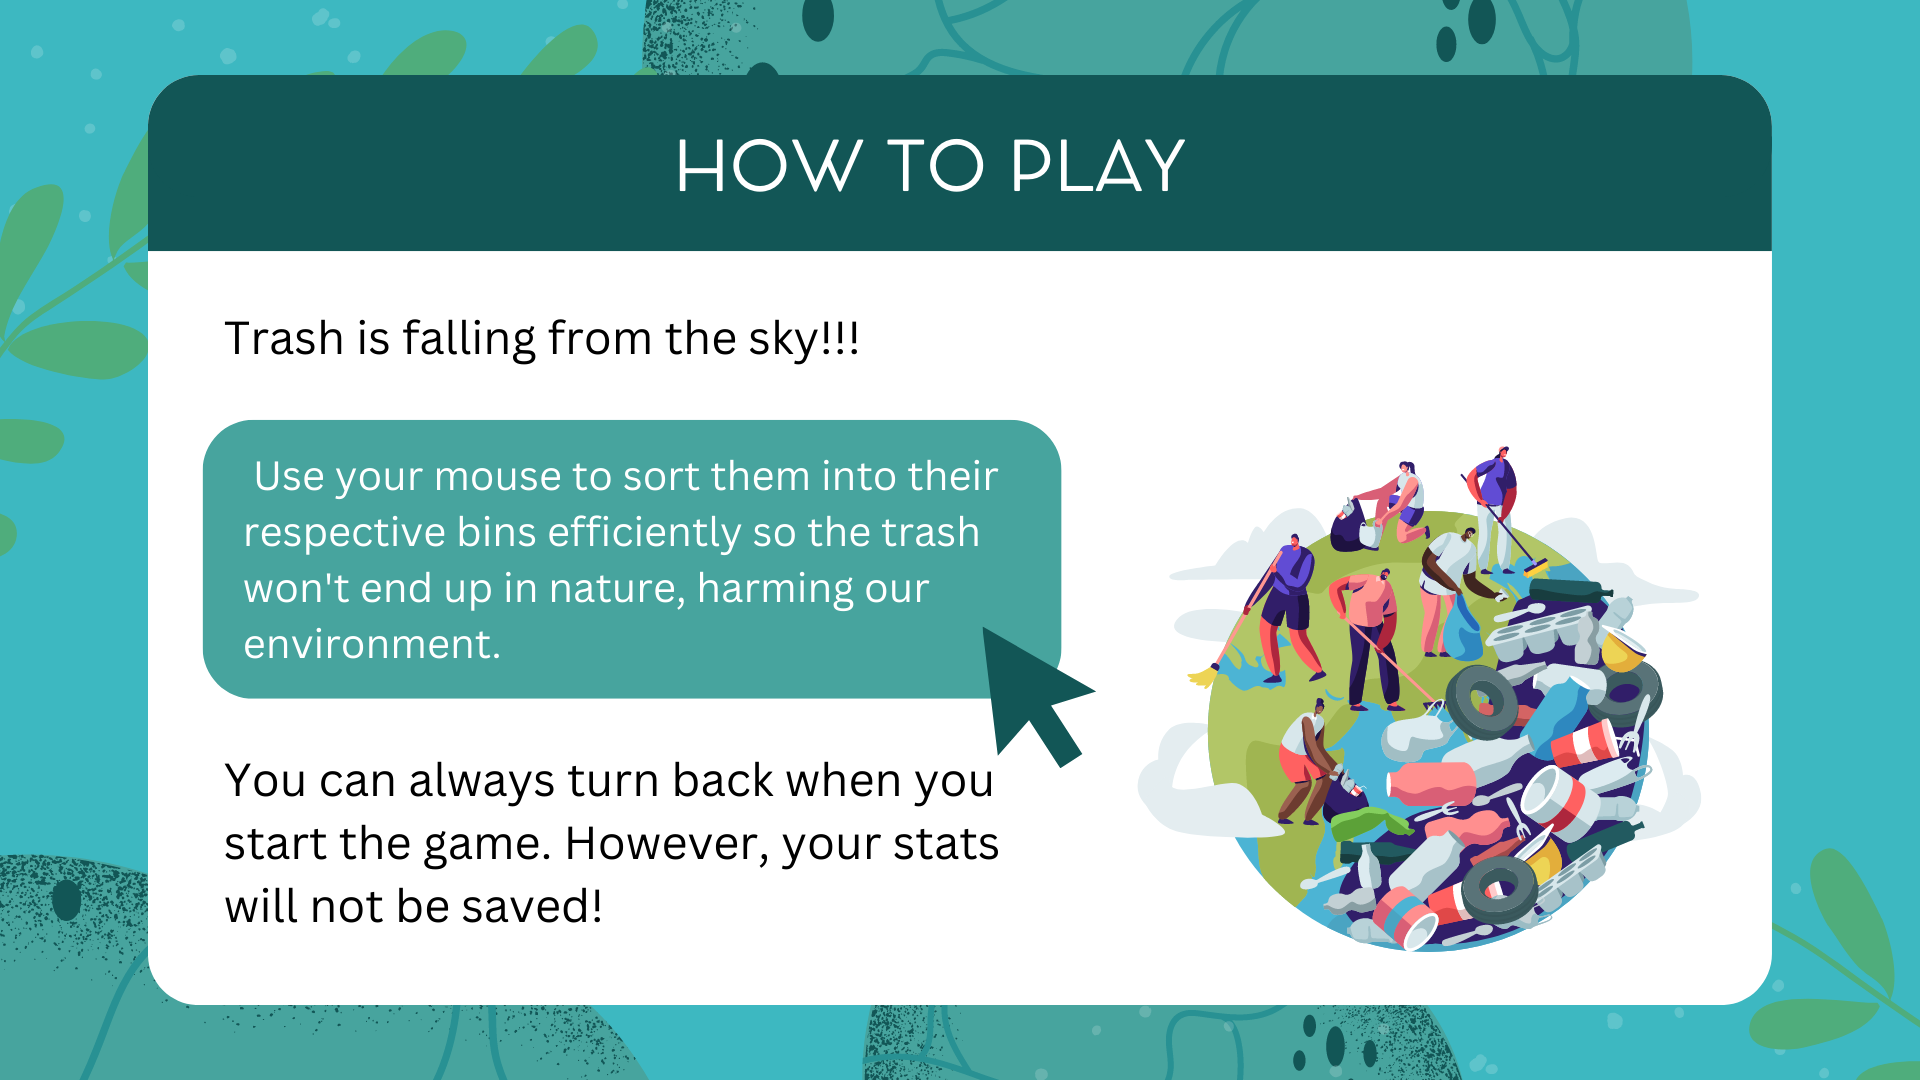 HOW TO PLAY
Trash is falling from the sky!!!
Use your mouse to sort them into their
respective bins efficiently so the trash
won't end up in nature, harming our
environment.
You can always turn back when you
start the game. However, your stats
will not be saved!